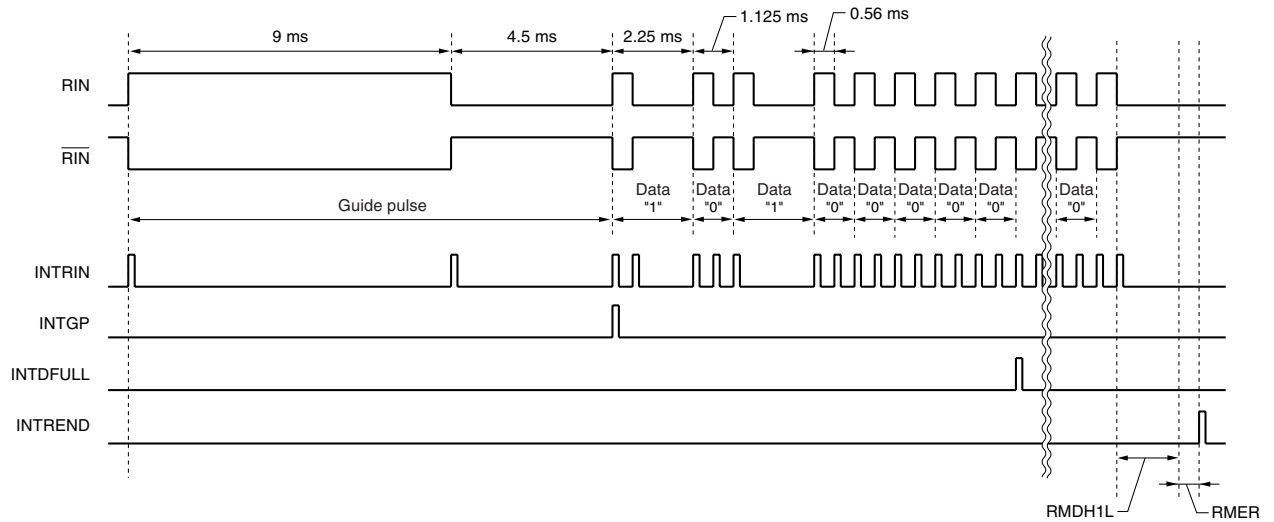 9 ms
4.5 ms
2.25 ms
1.125 ms
0.56 ms
RIN
RIN
Guide pulse
Data
"1"
Data
"0"
Data
"1"
Data
"0"
Data
"0"
Data
"0"
Data
"0"
Data
"0"
Data
"0"
INTRIN
INTGP
INTDFULL
INTREND
RMDH1L
RMER